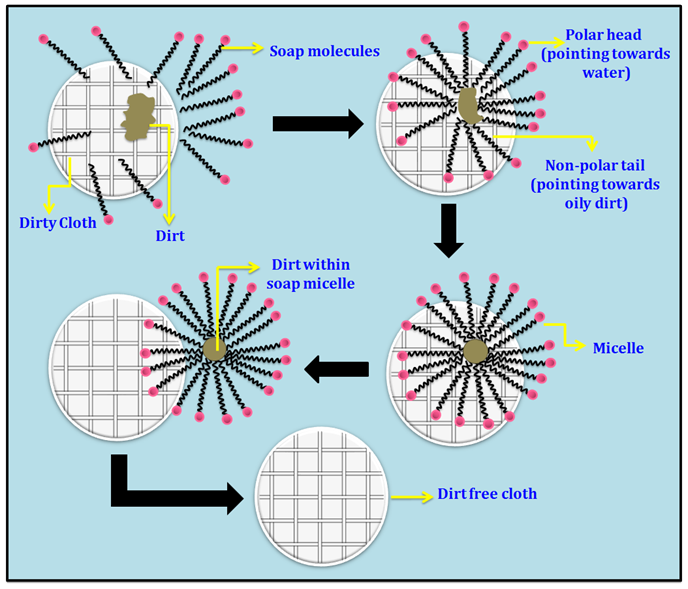 Soap molecules
Polar head
(pointing towards
water)
Non-polar tail
(pointing towards
oily dirt)
Dirty Cloth
Dirt
Dirt within
soap micelle
Micelle
Dirt free cloth